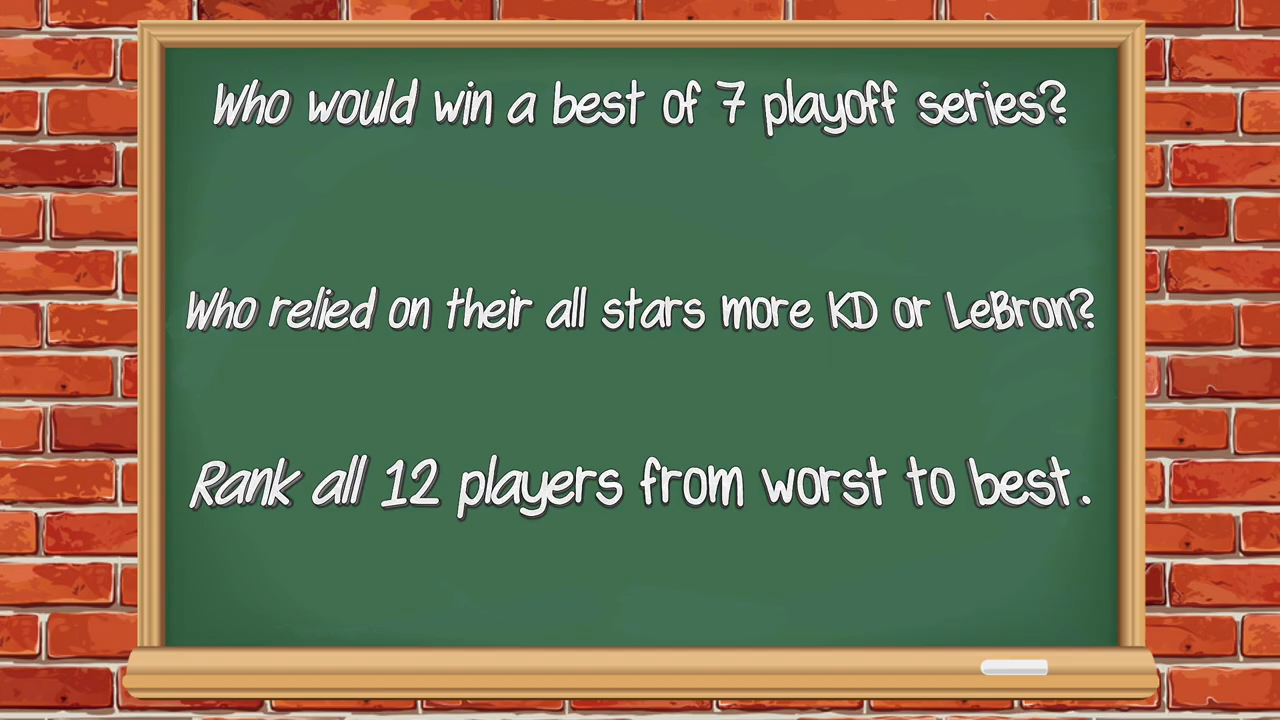 Who would win a best of 7 playoff series?
Who relied on their all stars more KD or LeBron?
Rank all 12 players from worst to best.